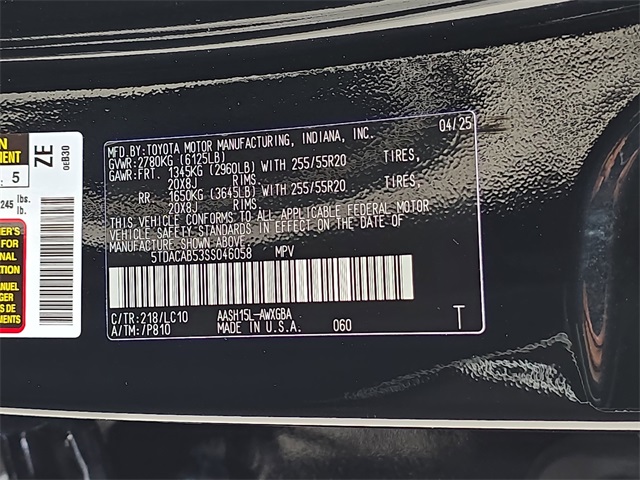 MFD.BY:TOYOTA MOTOR MANUFACTURING, INDIANA, INC. 04/25
GVWR:2780KG (6125LB)
GAWR:FRT. 1345KG (2960LB) WITH 255/55R20 TIRES,
20X8J RIMS
RR. 1650KG (3645LB) WITH 255/55R20 TIRES,
20X8J RIMS
THIS VEHICLE CONFORMS TO ALL APPLICABLE FEDERAL MOTOR
VEHICLE SAFETY STANDARDS IN EFFECT ON THE DATE OF
MANUFACTURE SHOWN ABOVE.
5TDACAB53SS046058 MPV
C/TR:218/LC10 AASH15L-AWXGBA
A/TM:/P810 MADE IN U.S.A. 060 T
ZE
0EB30
: 5
245 lbs.
lb.